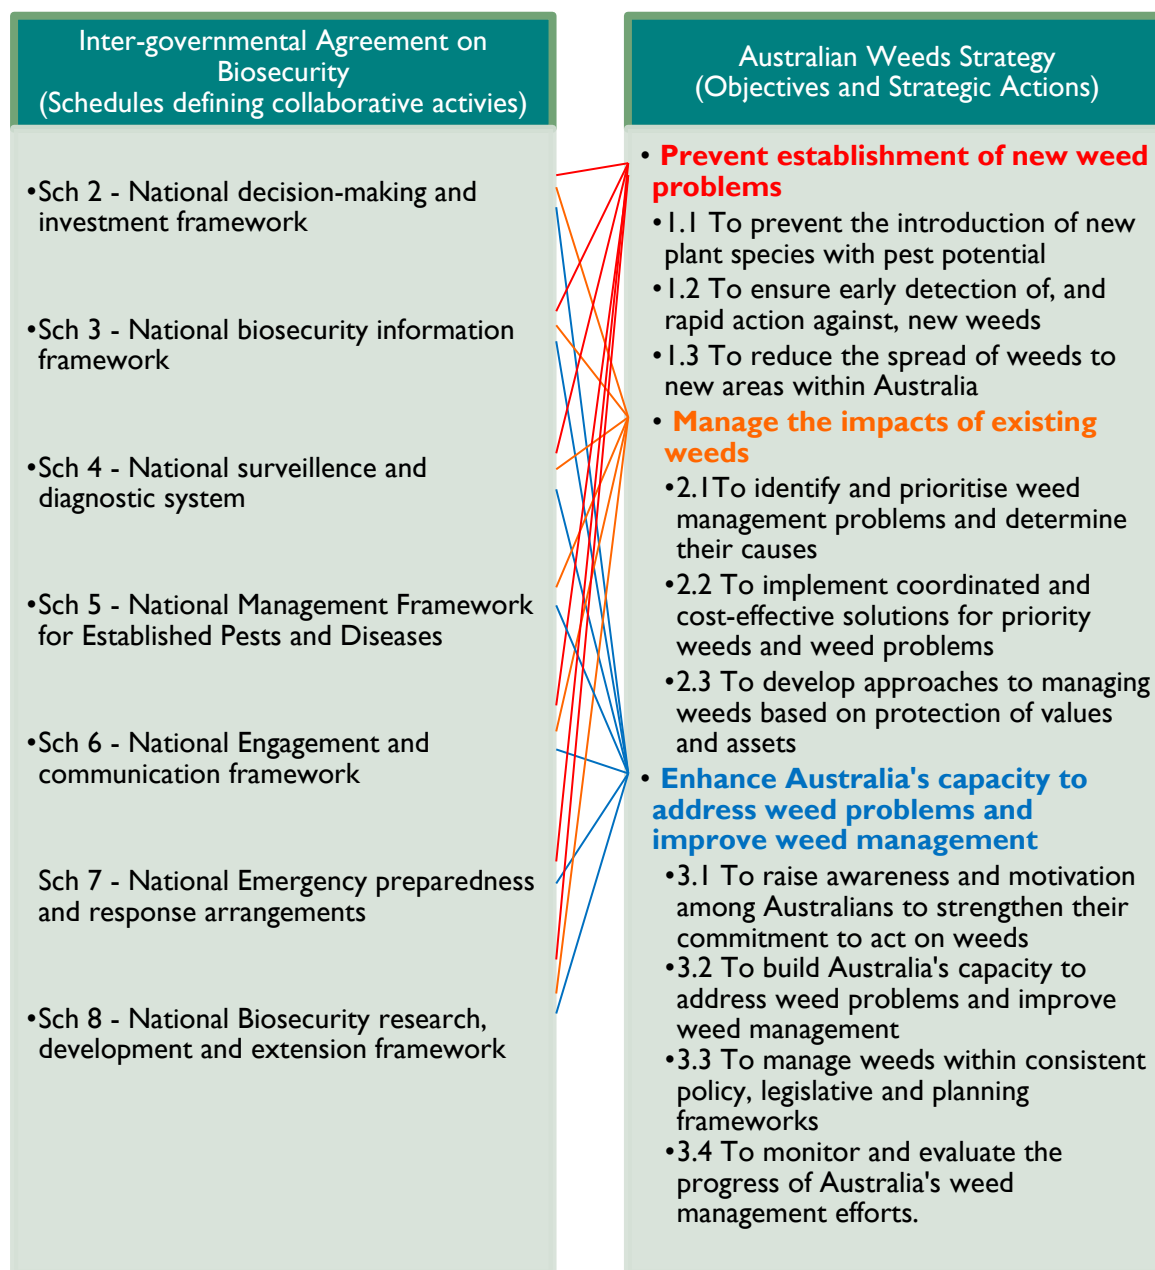 Inter-governmental Agreement on
Biosecurity
(Schedules defining collaborative activies)
•Sch 2 - National decision-making and
investment framework
•Sch 3 - National biosecurity information
framework
•Sch 4 - National surveillence and
diagnostic system
•Sch 5 - National Management Framework
for Established Pests and Diseases
•Sch 6 - National Engagement and
communication framework
Sch 7 - National Emergency preparedness
and response arrangements
•Sch 8 - National Biosecurity research,
development and extension framework
Australian Weeds Strategy
(Objectives and Strategic Actions)
• Prevent establishment of new weed
problems
•1.1 To prevent the introduction of new
plant species with pest potential
•1.2 To ensure early detection of, and
rapid action against, new weeds
•1.3 To reduce the spread of weeds to
new areas within Australia
• Manage the impacts of existing
weeds
•2.1To identify and prioritise weed
management problems and determine
their causes
•2.2 To implement coordinated and
cost-effective solutions for priority
weeds and weed problems
•2.3 To develop approaches to managing
weeds based on protection of values
and assets
• Enhance Australia's capacity to
address weed problems and
improve weed management
•3.1 To raise awareness and motivation
among Australians to strengthen their
commitment to act on weeds
•3.2 To build Australia's capacity to
address weed problems and improve
weed management
•3.3 To manage weeds within consistent
policy, legislative and planning
frameworks
•3.4 To monitor and evaluate the
progress of Australia's weed
management efforts.